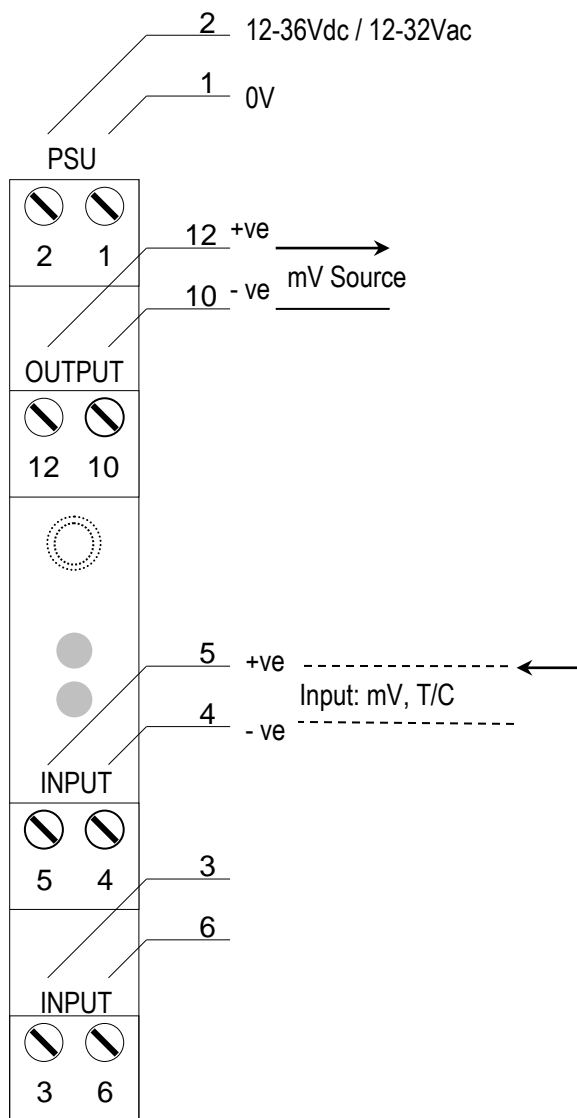 2 12-36Vdc / 12-32Vac
1 0V
PSU
2 1
12 +ve
mV Source
10 - ve
OUTPUT
12 10
5 +ve
Input: mV, T/C
4 - ve
INPUT
5 4
3
6
INPUT
3 6